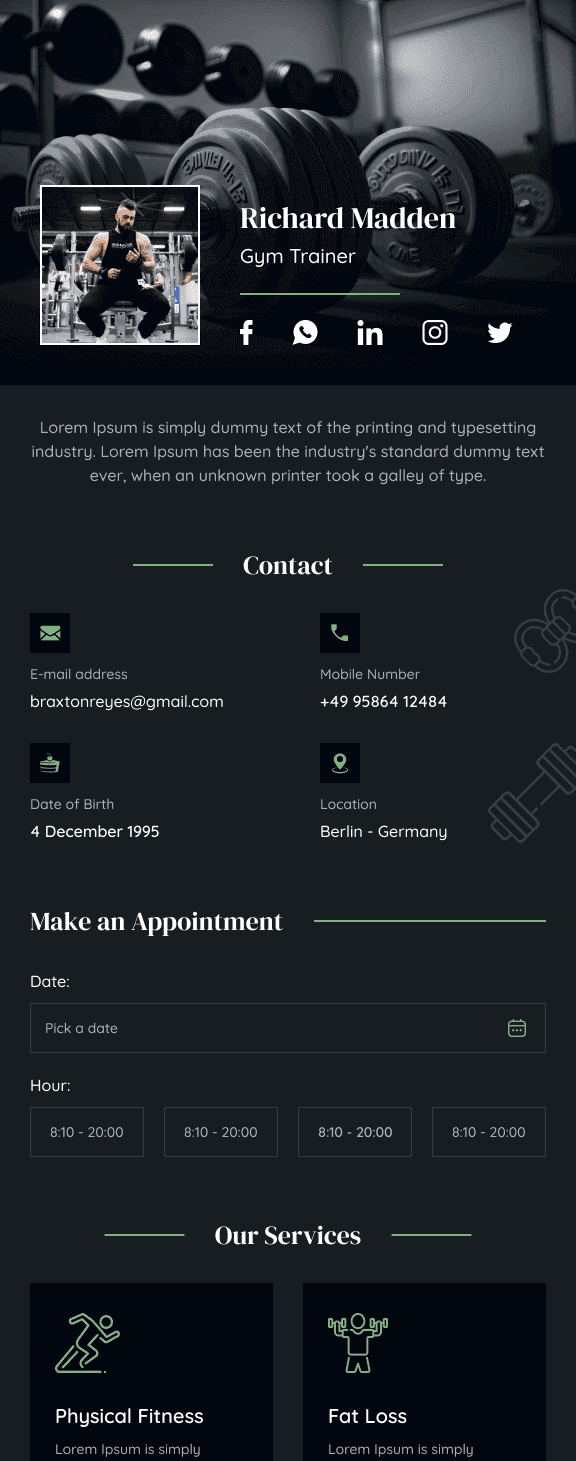 Richard Madden
Gym Trainer
Lorem Ipsum is simply dummy text of the printing and typesetting
industry. Lorem Ipsum has been the industry's standard dummy text
ever, when an unknown printer took a galley of type.
Contact
E-mail address
braxtonreyes@gmail.com
Mobile Number
+49 95864 12484
Date of Birth
4 December 1995
Location
Berlin - Germany
Make an Appointment
Date:
Pick a date
Hour:
8:10 - 20:00 8:10 - 20:00 8:10 - 20:00 8:10 - 20:00
Our Services
Physical Fitness
Lorem Ipsum is simply
Fat Loss
Lorem Ipsum is simply